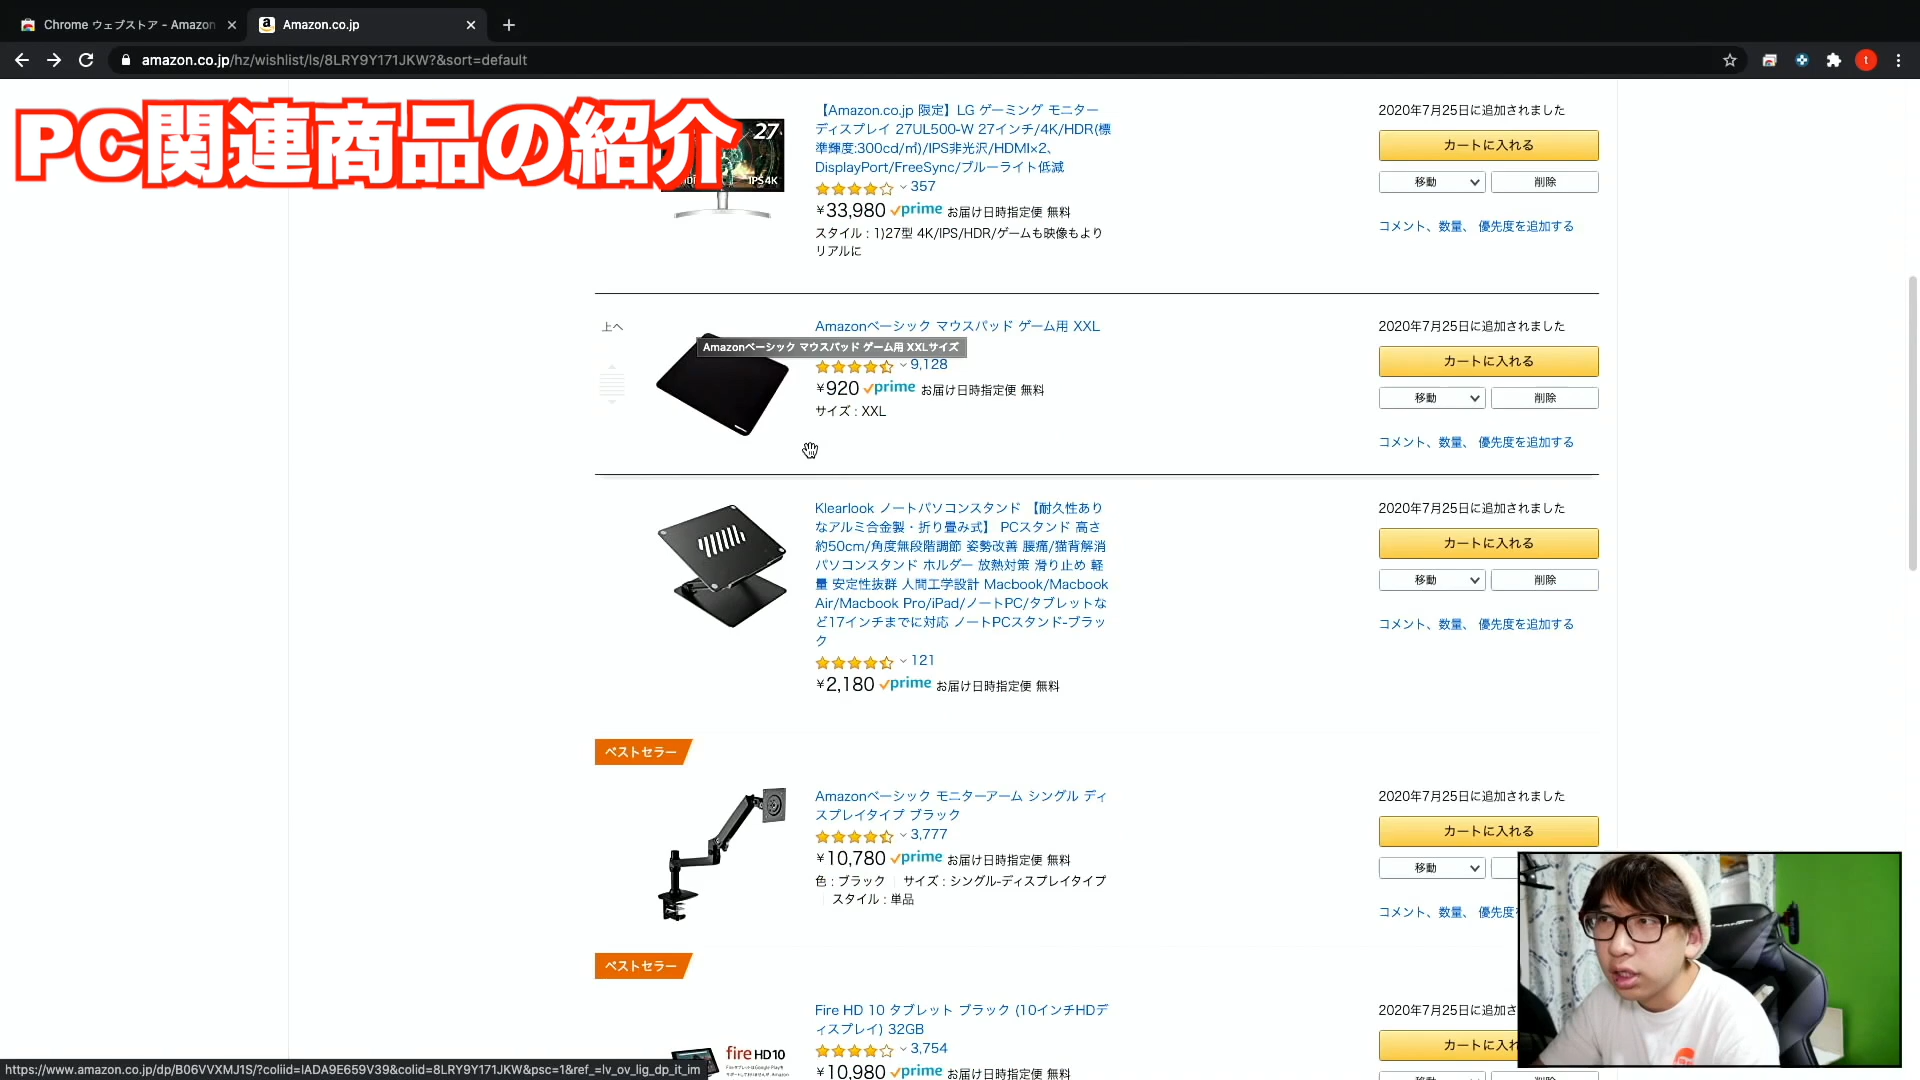 Chrome ウェブストア - Amazon
Amazon.co.jp
amazon.co.jp/hz/wishlist/ls/8LRY9Y171JKW?&sort=default
t
PC関連商品の紹介
27
IPS4K
【Amazon.co.jp 限定】LG ゲーミング モニター
ディスプレイ 27UL500-W 27インチ/4K/HDR(標
準輝度:300cd/㎡)/IPS非光沢/HDMI×2、
DisplayPort/FreeSync/ブルーライト低減
357
¥33,980 prime お届け日時指定便 無料
スタイル : 1)27型 4K/IPS/HDR/ゲームも映像もより
リアルに
2020年7月25日に追加されました
カートに入れる
移動 削除
コメント、数量、 優先度を追加する
上へ
Amazonベーシック マウスパッド ゲーム用 XXL
Amazonベーシック マウスパッド ゲーム用 XXLサイズ
9,128
¥920 prime お届け日時指定便 無料
サイズ : XXL
2020年7月25日に追加されました
カートに入れる
移動 削除
コメント、数量、 優先度を追加する
Klearlook ノートパソコンスタンド 【耐久性あり
なアルミ合金製・折り畳み式】 PCスタンド 高さ
約50cm/角度無段階調節 姿勢改善 腰痛/猫背解消
パソコンスタンド ホルダー 放熱対策 滑り止め 軽
量 安定性抜群 人間工学設計 Macbook/Macbook
Air/Macbook Pro/iPad/ノートPC/タブレットな
ど17インチまでに対応 ノートPCスタンド-ブラッ
ク
121
¥2,180 prime お届け日時指定便 無料
2020年7月25日に追加されました
カートに入れる
移動 削除
コメント、数量、 優先度を追加する
ベストセラー
Amazonベーシック モニターアーム シングル ディ
スプレイタイプ ブラック
3,777
¥10,780 prime お届け日時指定便 無料
色 : ブラック サイズ : シングル-ディスプレイタイプ
スタイル : 単品
2020年7月25日に追加されました
カートに入れる
移動
コメント、数量、 優先度
ベストセラー
Fire HD 10 タブレット ブラック (10インチHDデ
ィスプレイ) 32GB
3,754
¥10,980 prime お届け日時指定便 無料
fire HD10
2020年7月25日に追加さ
カートに入れ
移動 削除
https://www.amazon.co.jp/dp/B06VVXMJ1S/?coliid=IADA9E659V39&colid=8LRY9Y171JKW&psc=1&ref_=lv_ov_lig_dp_it_im